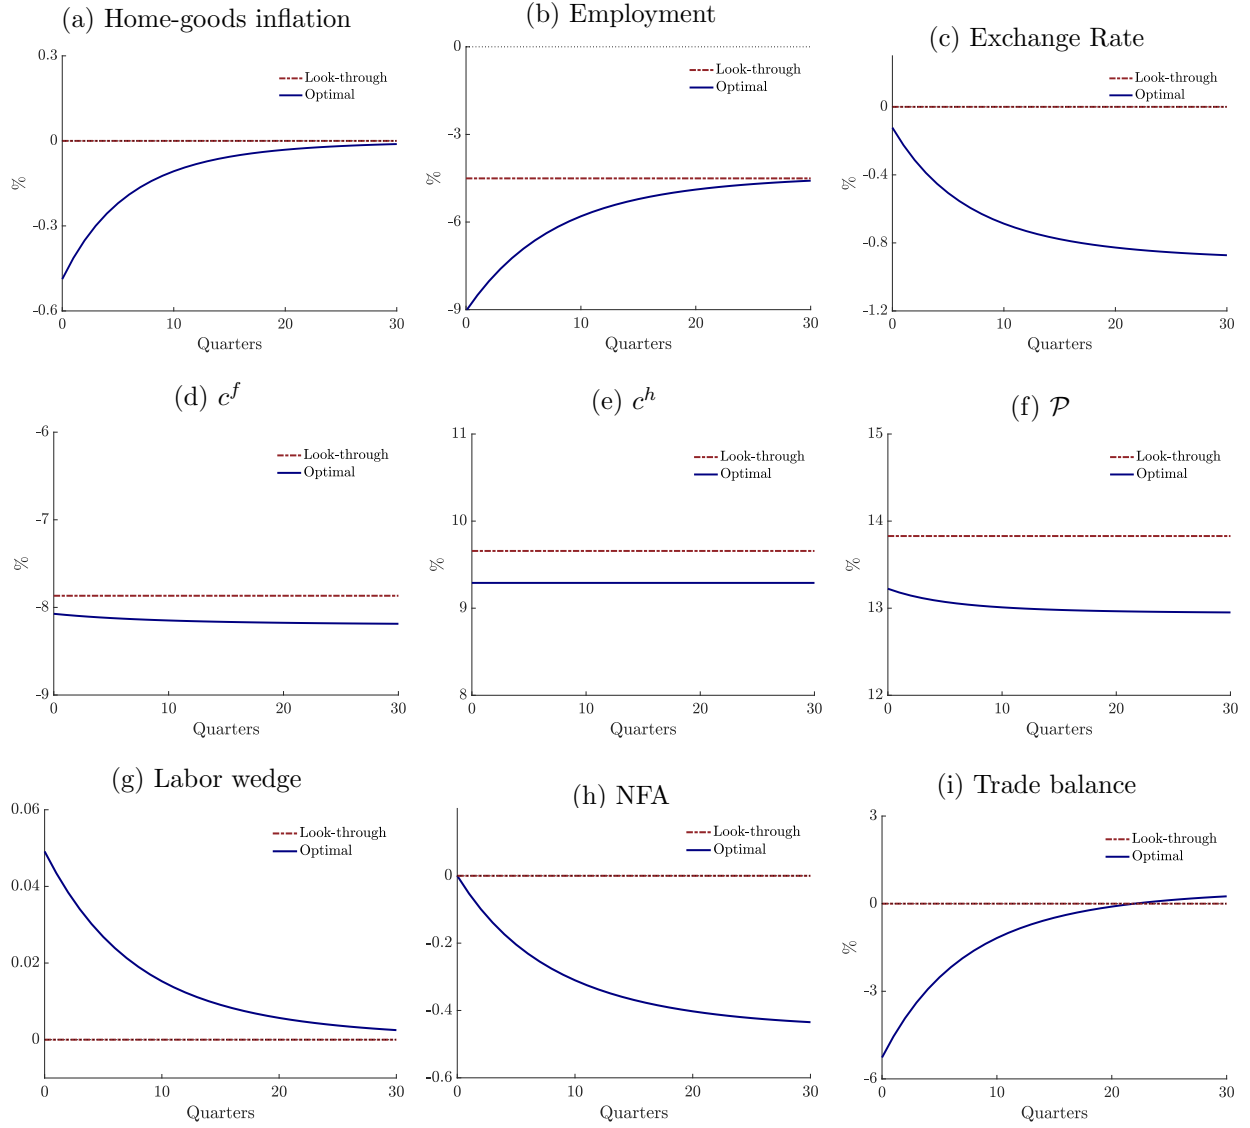 (a) Home-goods inflation
0.3
0
-0.3
-0.6
%
0
10
20
30
Quarters
Look-through
Optimal
(b) Employment
0
-3
-6
-9
%
0
10
20
30
Quarters
Look-through
Optimal
(c) Exchange Rate
0
-0.4
-0.8
-1.2
%
0
10
20
30
Quarters
Look-through
Optimal
(d) c^f
-6
-7
-8
-9
%
0
10
20
30
Quarters
Look-through
Optimal
(e) c^h
11
10
9
8
%
0
10
20
30
Quarters
Look-through
Optimal
(f) 𝒫
15
14
13
12
%
0
10
20
30
Quarters
Look-through
Optimal
(g) Labor wedge
0.06
0.04
0.02
0
0
10
20
30
Quarters
Look-through
Optimal
(h) NFA
0
-0.2
-0.4
-0.6
0
10
20
30
Quarters
Look-through
Optimal
(i) Trade balance
3
0
-3
-6
%
0
10
20
30
Quarters
Look-through
Optimal